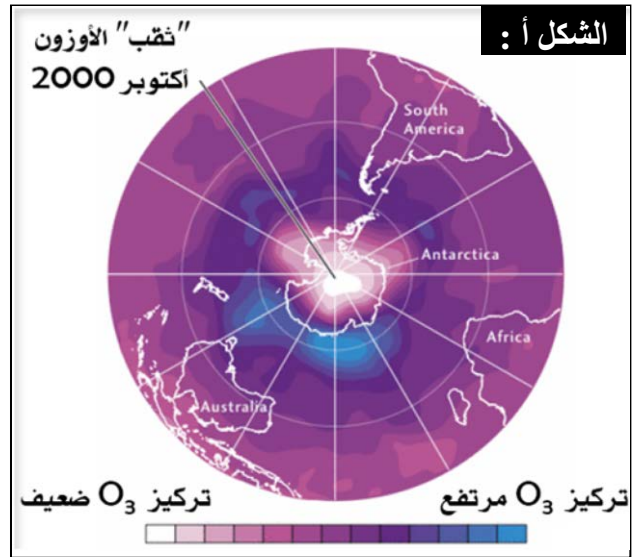 الشكل أ :
"ثقب" الأوزون
أكتوبر 2000
South
America
Antarctica
Africa
Australia
تركيز O₃ مرتفع
تركيز O₃ ضعيف